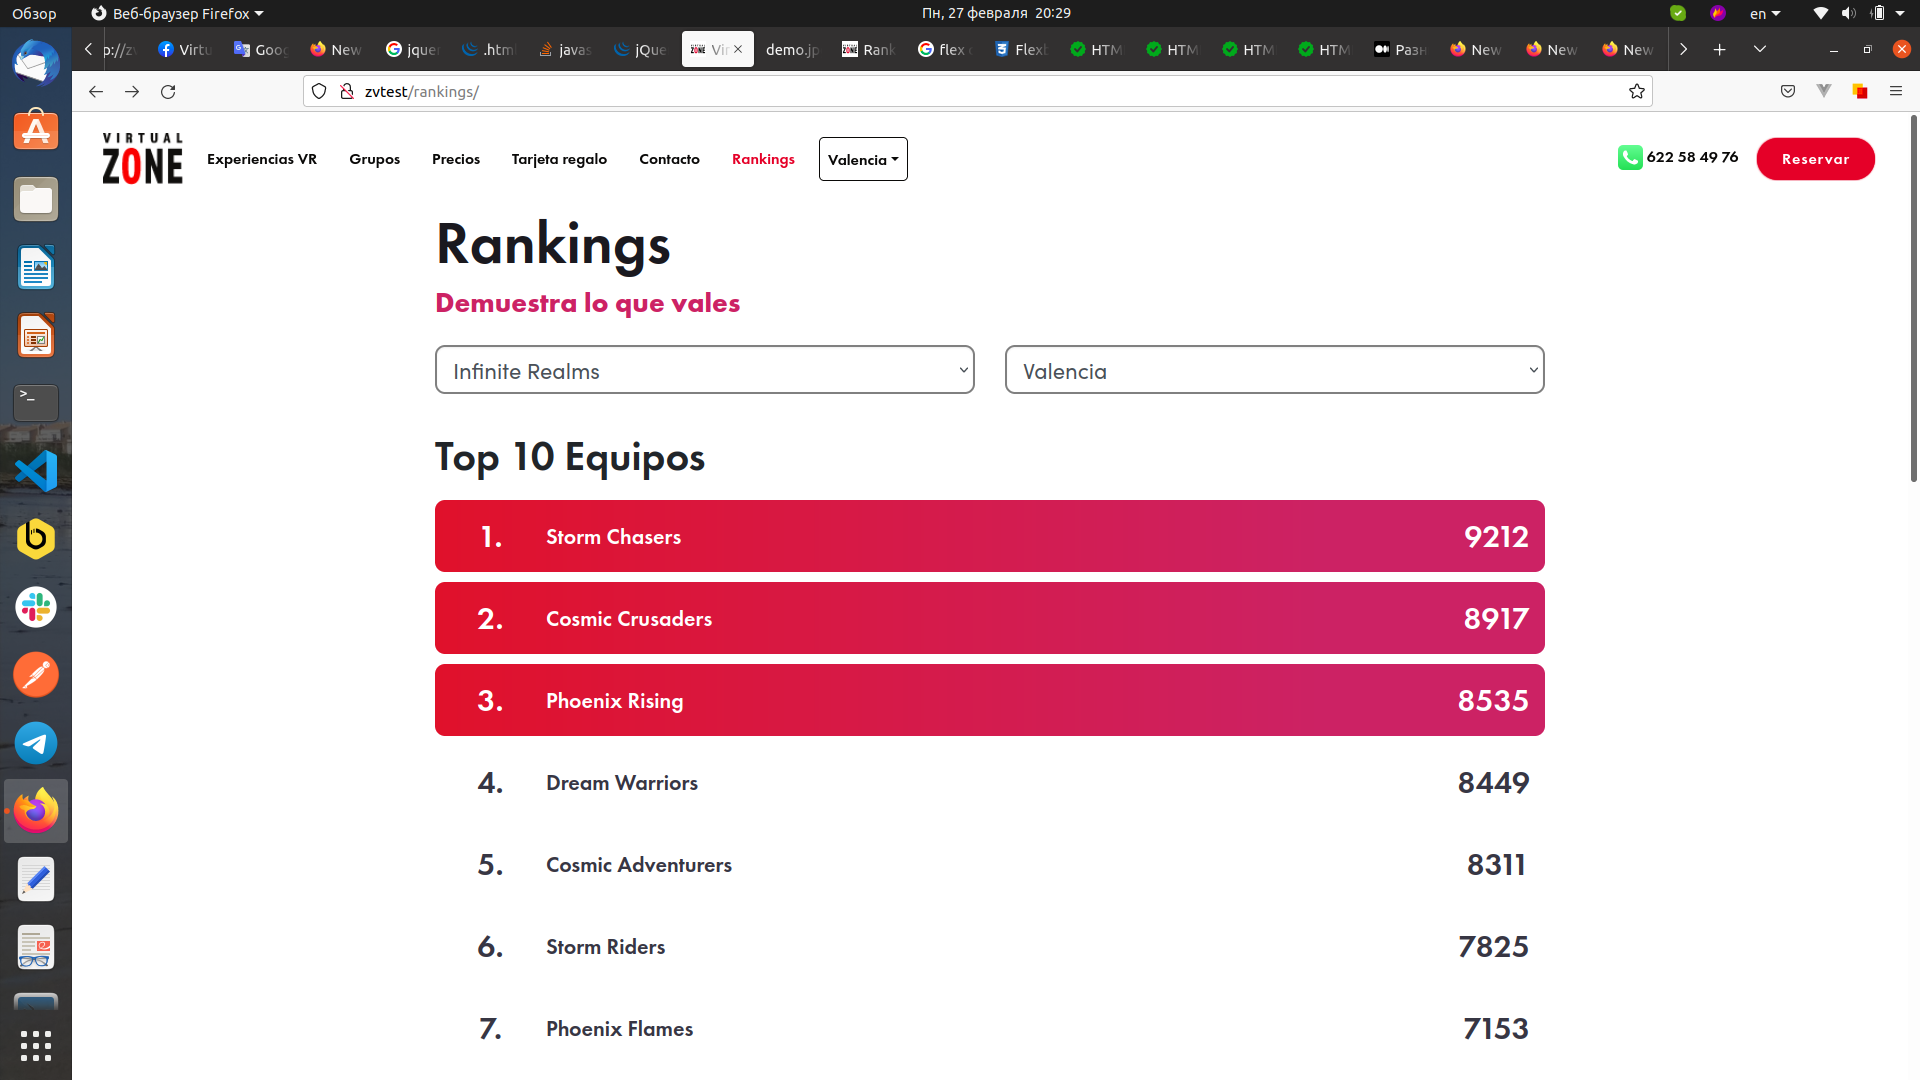 Обзор Веб-браузер Firefox Пн, 27 февраля 20:29 en
Virtu Goog New jquer .html javas jQue Vir demo.jp Rank flex Flexb HTM HTM HTM HTM Разн New New New
zvtest/rankings/
VIRTUAL
ZONE
Experiencias VR Grupos Precios Tarjeta regalo Contacto Rankings Valencia 622 58 49 76 Reservar
Rankings
Demuestra lo que vales
Infinite Realms Valencia
Top 10 Equipos
1. Storm Chasers 9212
2. Cosmic Crusaders 8917
3. Phoenix Rising 8535
4. Dream Warriors 8449
5. Cosmic Adventurers 8311
6. Storm Riders 7825
7. Phoenix Flames 7153